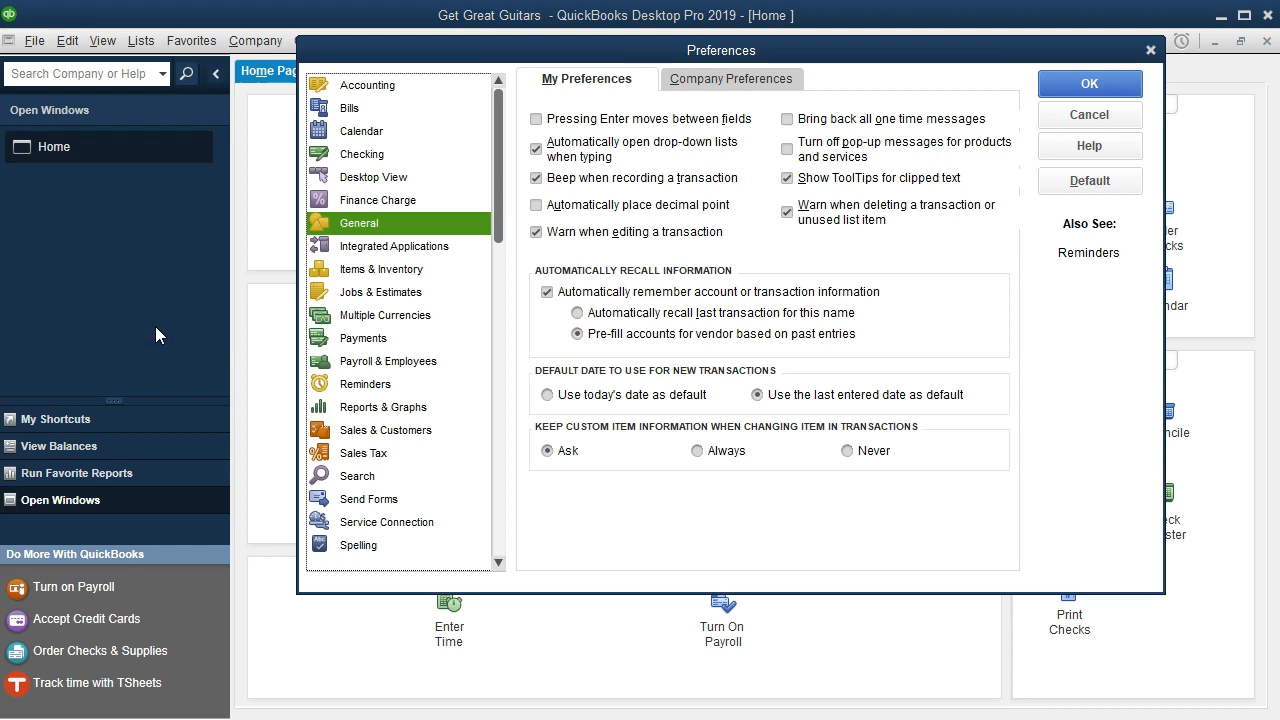 qb
Get Great Guitars - QuickBooks Desktop Pro 2019 - [Home ]
File Edit View Lists Favorites Company
Search Company or Help
Open Windows
Home
My Shortcuts
View Balances
Run Favorite Reports
Open Windows
Do More With QuickBooks
Turn on Payroll
Accept Credit Cards
Order Checks & Supplies
Track time with TSheets
Home Pag
Preferences
Accounting
Bills
Calendar
Checking
Desktop View
Finance Charge
General
Integrated Applications
Items & Inventory
Jobs & Estimates
Multiple Currencies
Payments
Payroll & Employees
Reminders
Reports & Graphs
Sales & Customers
Sales Tax
Search
Send Forms
Service Connection
Spelling
My Preferences
Company Preferences
Pressing Enter moves between fields
Automatically open drop-down lists
when typing
Beep when recording a transaction
Automatically place decimal point
Warn when editing a transaction
Bring back all one time messages
Turn off pop-up messages for products
and services
Show ToolTips for clipped text
Warn when deleting a transaction or
unused list item
AUTOMATICALLY RECALL INFORMATION
Automatically remember account or transaction information
Automatically recall last transaction for this name
Pre-fill accounts for vendor based on past entries
DEFAULT DATE TO USE FOR NEW TRANSACTIONS
Use today's date as default
Use the last entered date as default
KEEP CUSTOM ITEM INFORMATION WHEN CHANGING ITEM IN TRANSACTIONS
Ask
Always
Never
OK
Cancel
Help
Default
Also See:
Reminders
Enter
Time
Turn On
Payroll
Print
Checks